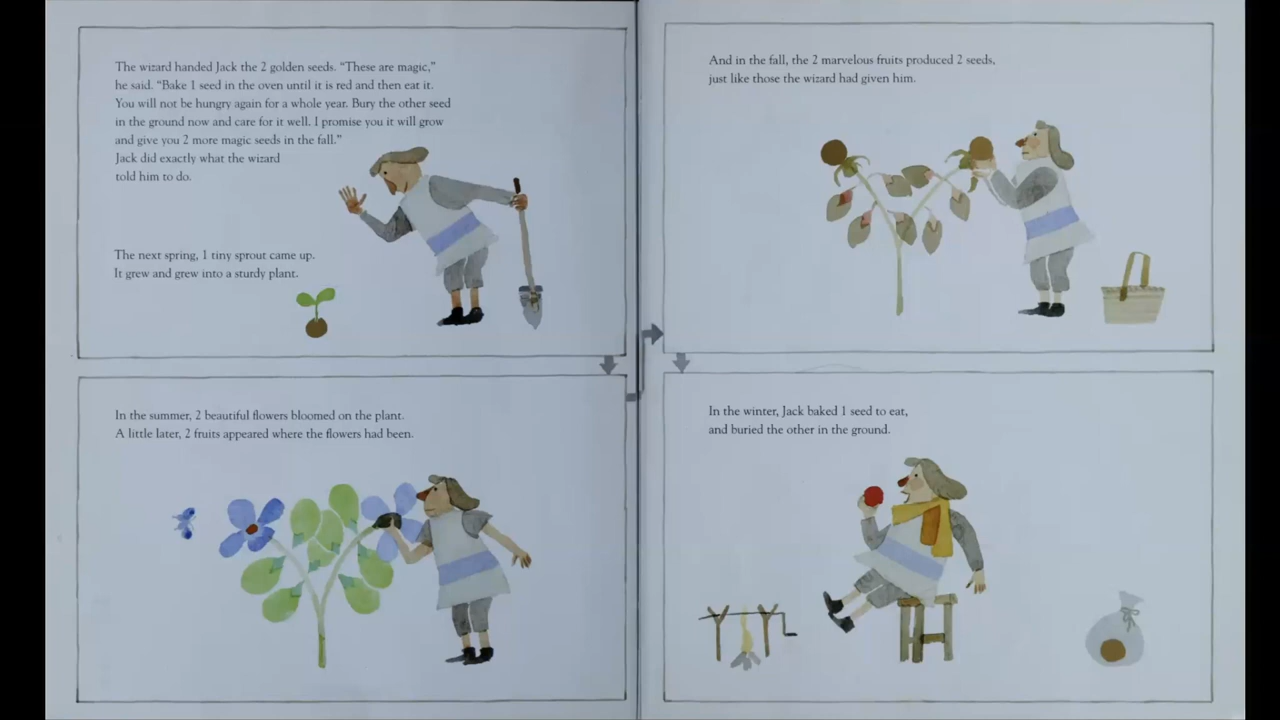 The wizard handed Jack the 2 golden seeds. “These are magic,”
he said. “Bake 1 seed in the oven until it is red and then eat it.
You will not be hungry again for a whole year. Bury the other seed
in the ground now and care for it well. I promise you it will grow
and give you 2 more magic seeds in the fall.”
Jack did exactly what the wizard
told him to do.
The next spring, 1 tiny sprout came up.
It grew and grew into a sturdy plant.
In the summer, 2 beautiful flowers bloomed on the plant.
A little later, 2 fruits appeared where the flowers had been.
And in the fall, the 2 marvelous fruits produced 2 seeds,
just like those the wizard had given him.
In the winter, Jack baked 1 seed to eat,
and buried the other in the ground.